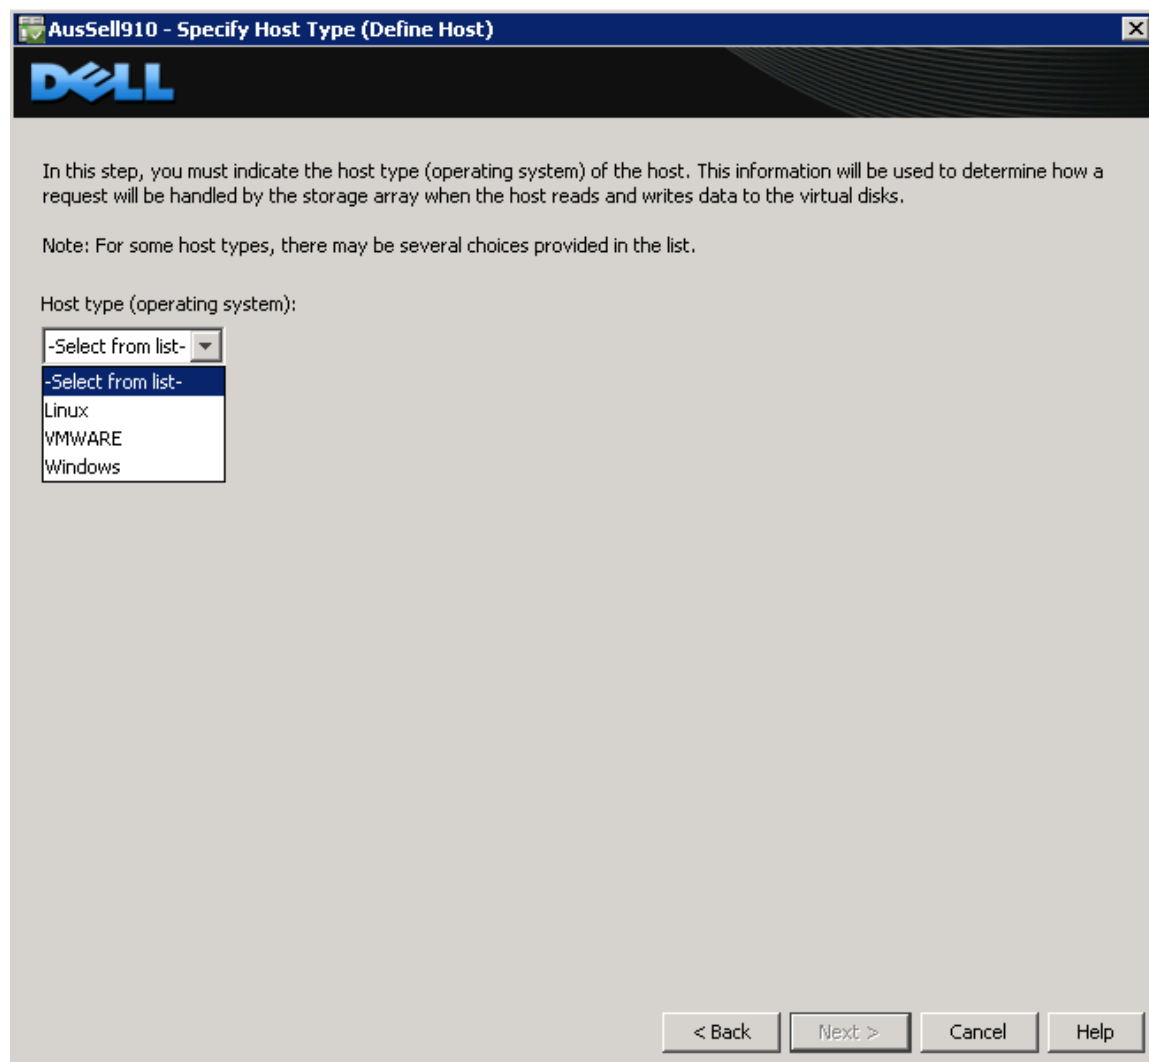 AusSell910 - Specify Host Type (Define Host)
DELL
In this step, you must indicate the host type (operating system) of the host. This information will be used to determine how a
request will be handled by the storage array when the host reads and writes data to the virtual disks.
Note: For some host types, there may be several choices provided in the list.
Host type (operating system):
-Select from list-
-Select from list-
Linux
VMWARE
Windows
< Back Next > Cancel Help